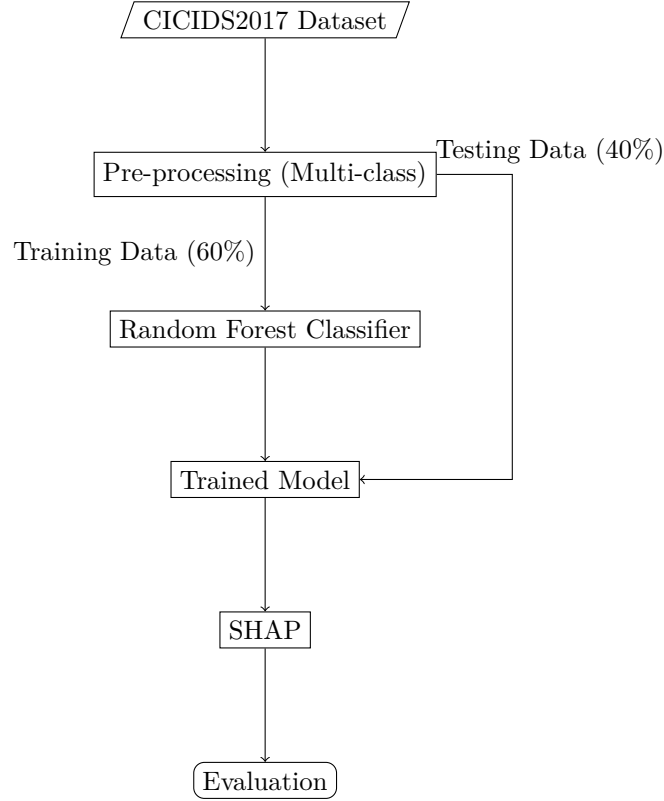 CICIDS2017 Dataset
Testing Data (40%)
Pre-processing (Multi-class)
Training Data (60%)
Random Forest Classifier
Trained Model
SHAP
Evaluation